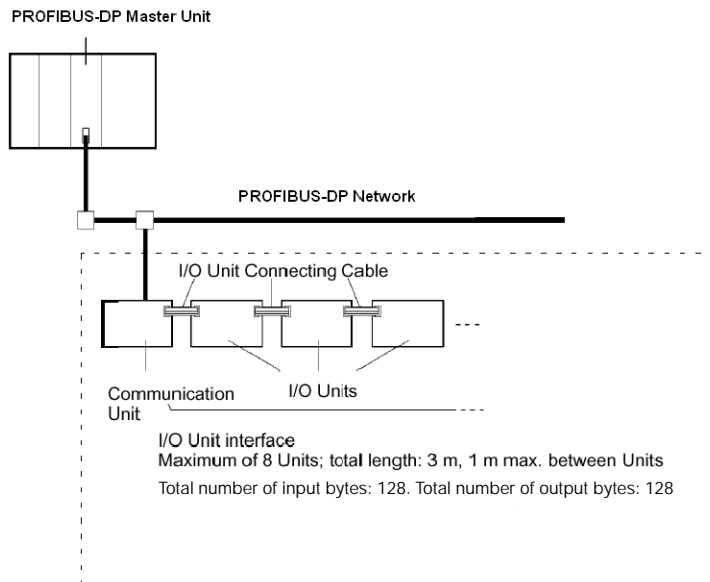 PROFIBUS-DP Master Unit
PROFIBUS-DP Network
I/O Unit Connecting Cable
Communication
Unit
I/O Units
I/O Unit interface
Maximum of 8 Units; total length: 3 m, 1 m max. between Units
Total number of input bytes: 128. Total number of output bytes: 128